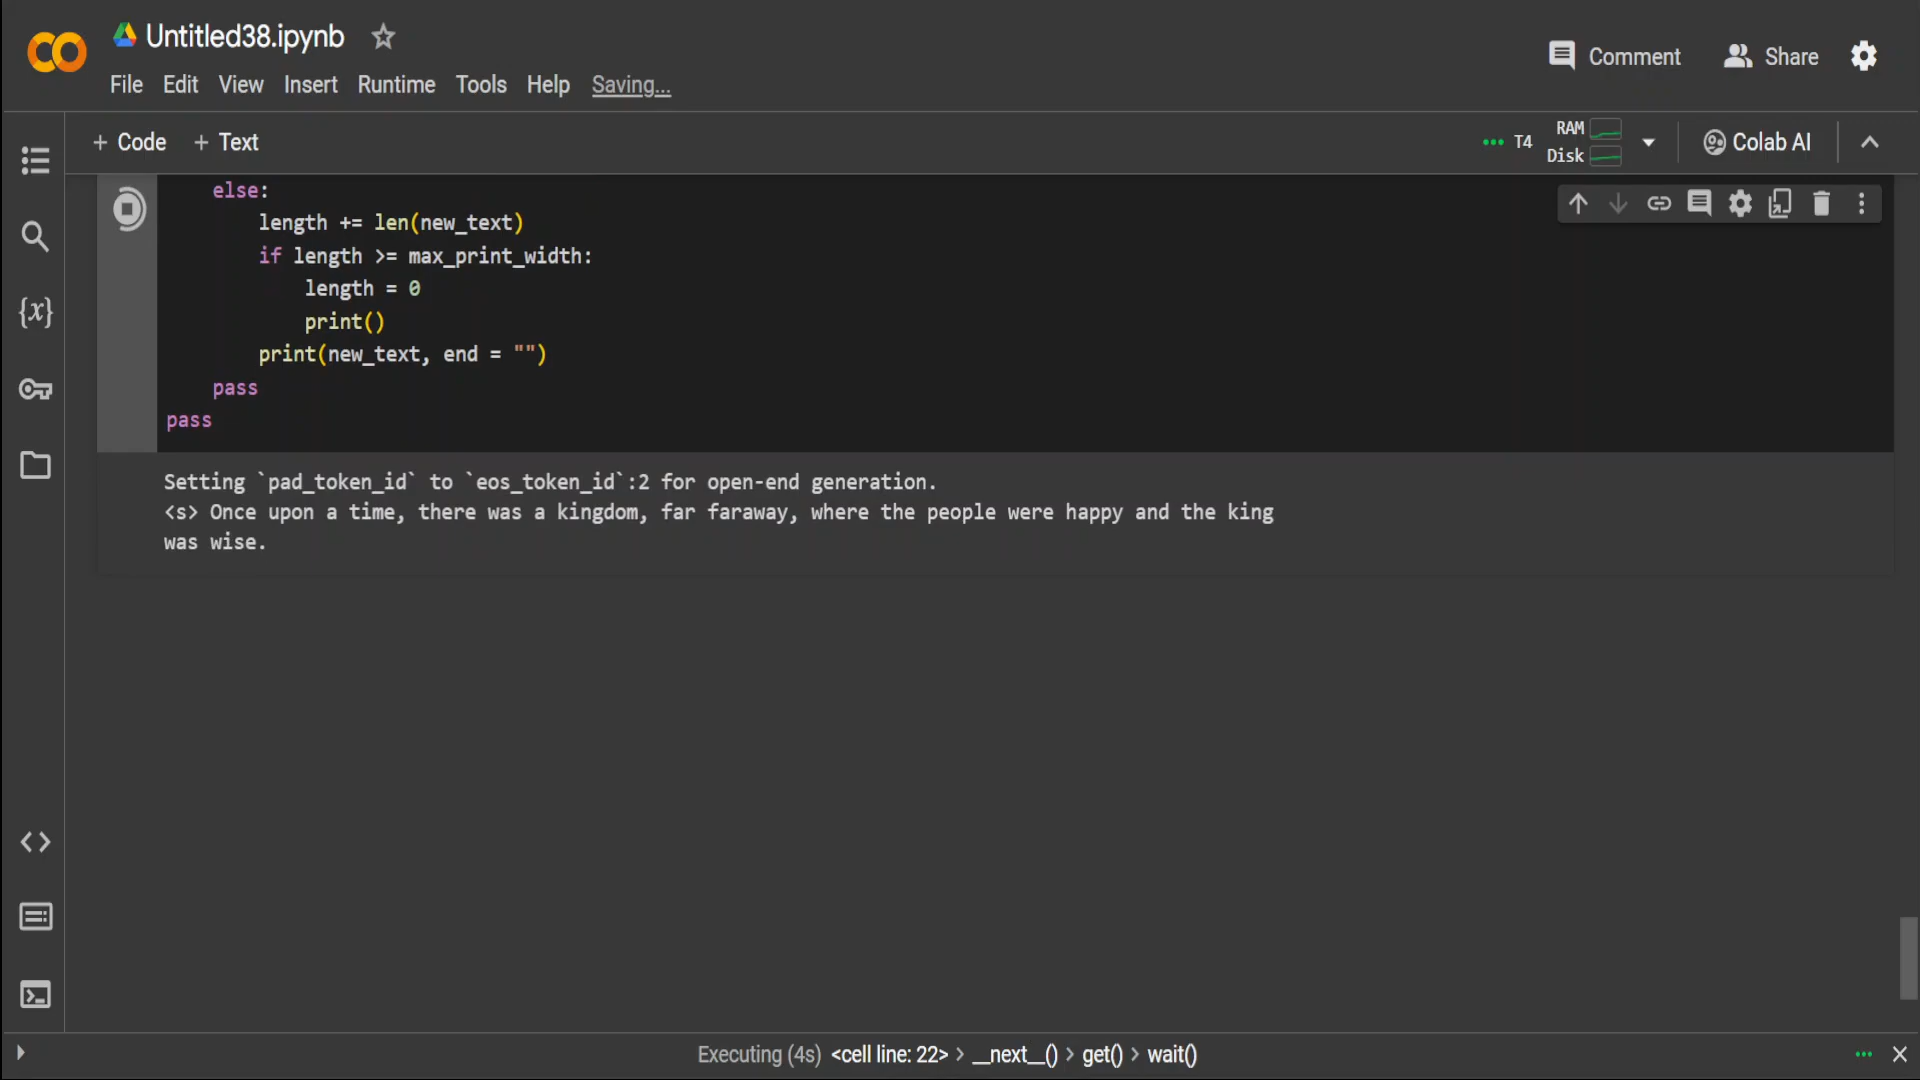 Untitled38.ipynb
File Edit View Insert Runtime Tools Help Saving...
Comment Share
+ Code + Text
T4 RAM Disk Colab AI
else:
length += len(new_text)
if length >= max_print_width:
length = 0
print()
print(new_text, end = "")
pass
pass
Setting `pad_token_id` to `eos_token_id`:2 for open-end generation.
<s> Once upon a time, there was a kingdom, far faraway, where the people were happy and the king
was wise.
{x}
Executing (4s) <cell line: 22> > __next__() > get() > wait()